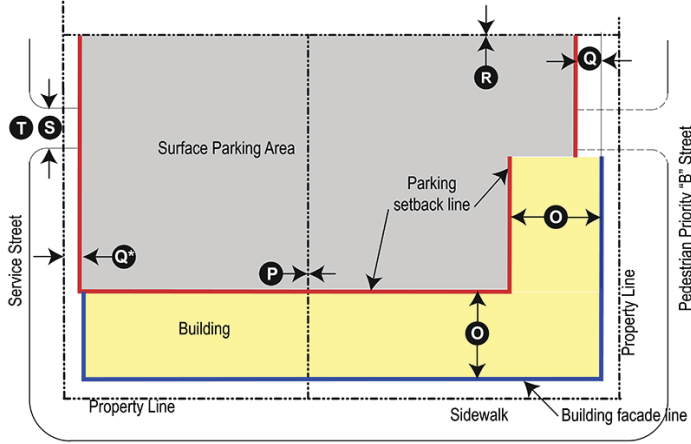 Q
R
T S
Surface Parking Area
Parking
setback line
O
Pedestrian Priority "B" Street
Service Street
Q*
P
Building
O
Property Line
Property Line
Sidewalk
Building facade line